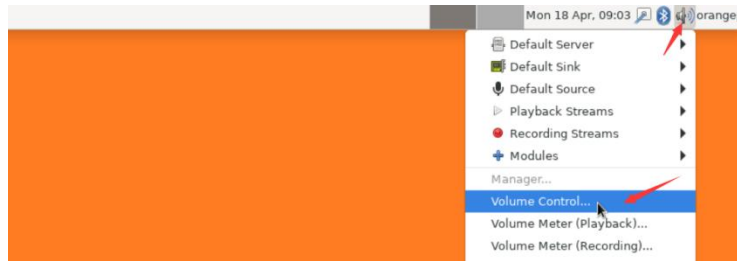 Mon 18 Apr, 09:03 orange
Default Server
Default Sink
Default Source
Playback Streams
Recording Streams
Modules
Manager...
Volume Control...
Volume Meter (Playback)...
Volume Meter (Recording)...